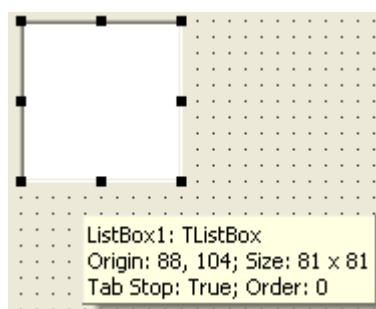 ListBox1: TListBox
Origin: 88, 104; Size: 81 x 81
Tab Stop: True; Order: 0